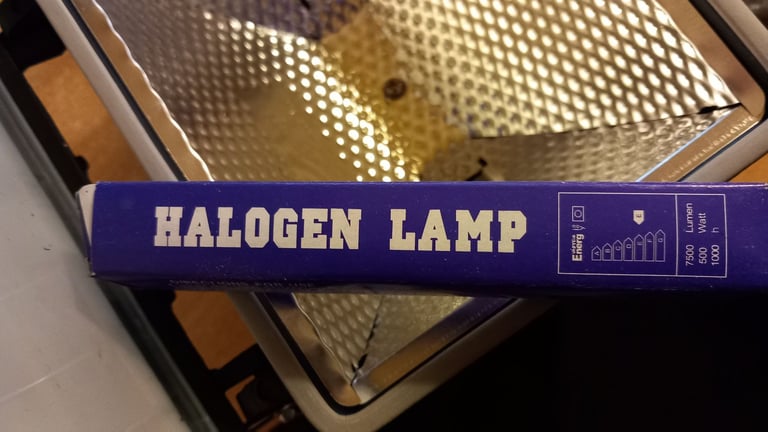 HALOGEN LAMP
Energ
E
A
B
C
D
E
F
G
7500 Lumen
500 Watt
1000 h